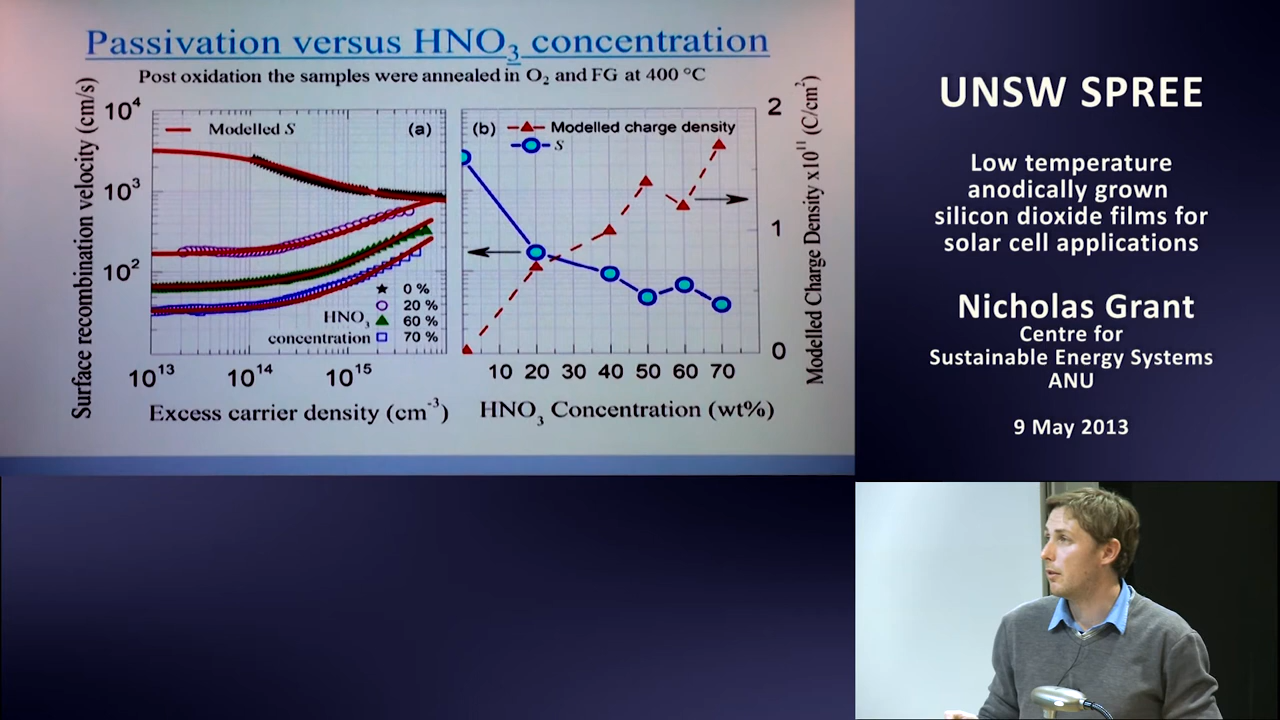 Passivation versus HNO3 concentration
Post oxidation the samples were annealed in O2 and FG at 400 °C
Surface recombination velocity (cm/s)
10^4
10^3
10^2
Modelled S
(a)
0 %
20 %
HNO3 60 %
concentration 70 %
10^13 10^14 10^15
Excess carrier density (cm^-3)
(b)
Modelled charge density
S
2
1
0
Modelled Charge Density x10^11 (C/cm^2)
10 20 30 40 50 60 70
HNO3 Concentration (wt%)
UNSW SPREE
Low temperature
anodically grown
silicon dioxide films for
solar cell applications
Nicholas Grant
Centre for
Sustainable Energy Systems
ANU
9 May 2013